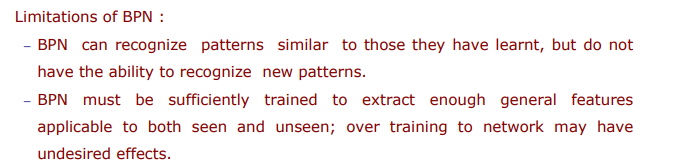 Limitations of BPN :
– BPN can recognize patterns similar to those they have learnt, but do not
have the ability to recognize new patterns.
– BPN must be sufficiently trained to extract enough general features
applicable to both seen and unseen; over training to network may have
undesired effects.